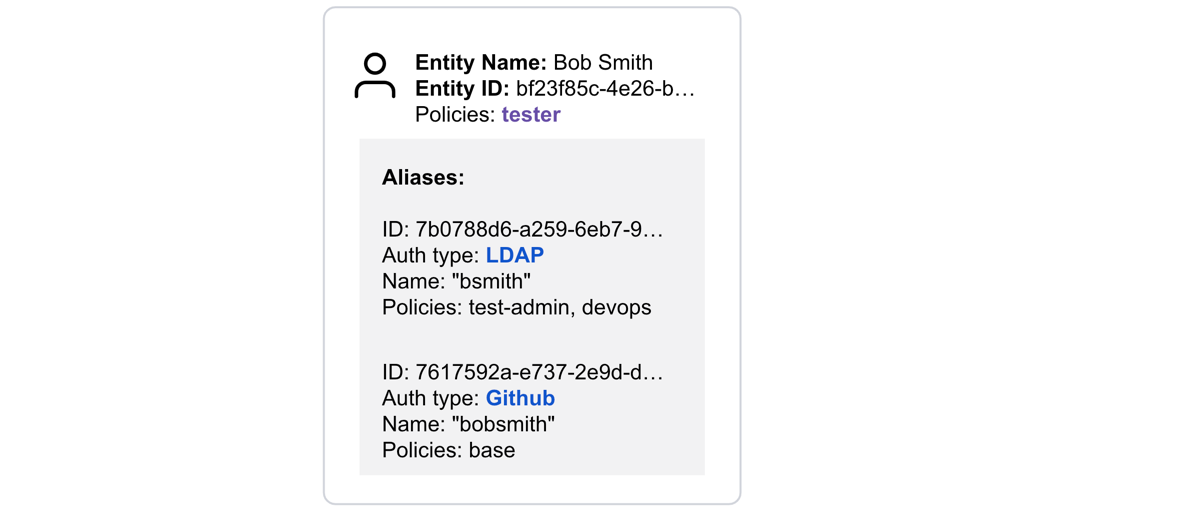 Entity Name: Bob Smith
Entity ID: bf23f85c-4e26-b…
Policies: tester
Aliases:
ID: 7b0788d6-a259-6eb7-9…
Auth type: LDAP
Name: "bsmith"
Policies: test-admin, devops
ID: 7617592a-e737-2e9d-d…
Auth type: Github
Name: "bobsmith"
Policies: base